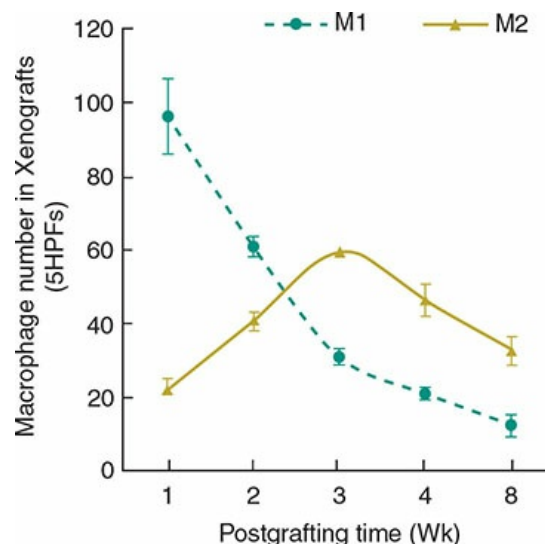 M1 M2
120
100
80
60
40
20
0
Macrophage number in Xenografts
(5HPFs)
1 2 3 4 8
Postgrafting time (Wk)